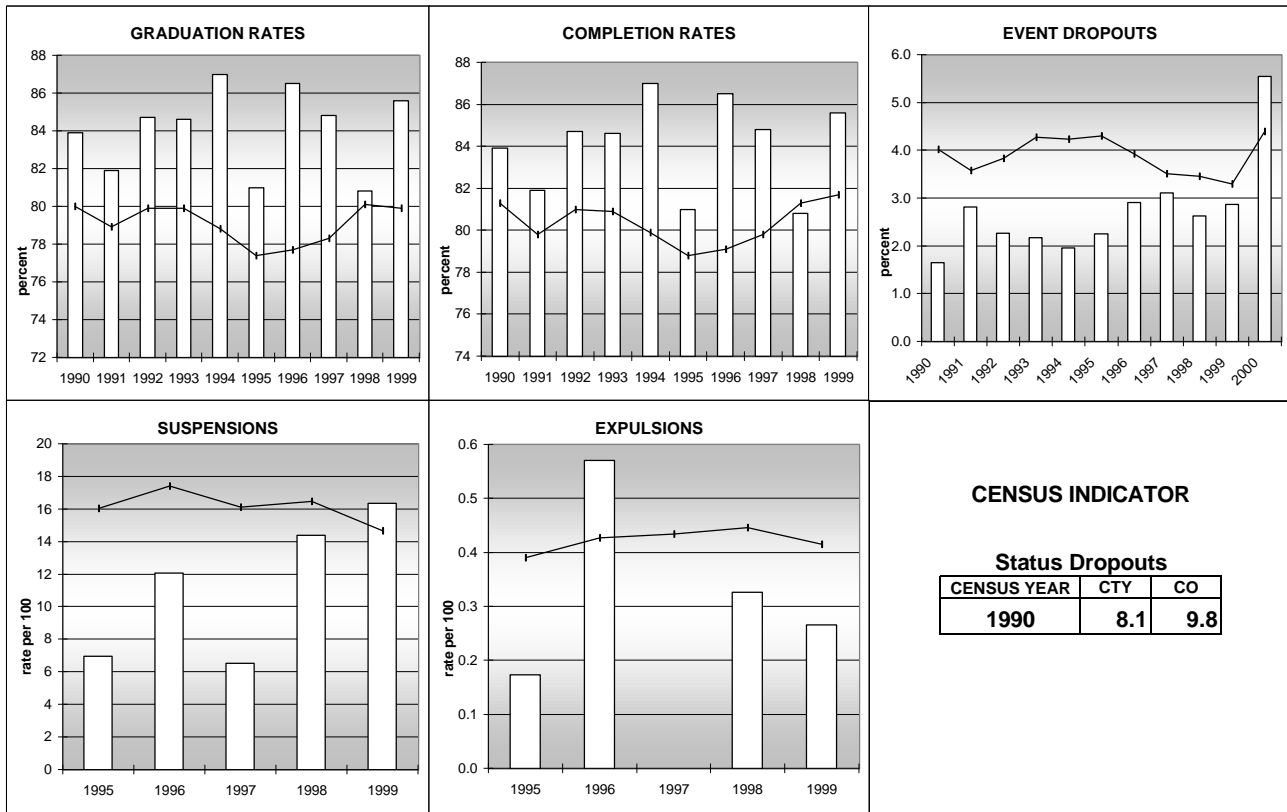 GRADUATION RATES
88
86
84
82
80
78
76
74
72
percent
1990 1991 1992 1993 1994 1995 1996 1997 1998 1999
COMPLETION RATES
88
86
84
82
80
78
76
74
percent
1990 1991 1992 1993 1994 1995 1996 1997 1998 1999
EVENT DROPOUTS
6.0
5.0
4.0
3.0
2.0
1.0
0.0
percent
1990 1991 1992 1993 1994 1995 1996 1997 1998 1999 2000
SUSPENSIONS
20
18
16
14
12
10
8
6
4
2
0
rate per 100
1995 1996 1997 1998 1999
EXPULSIONS
0.6
0.5
0.4
0.3
0.2
0.1
0.0
rate per 100
1995 1996 1997 1998 1999
CENSUS INDICATOR
Status Dropouts
CENSUS YEAR CTY CO
1990 8.1 9.8